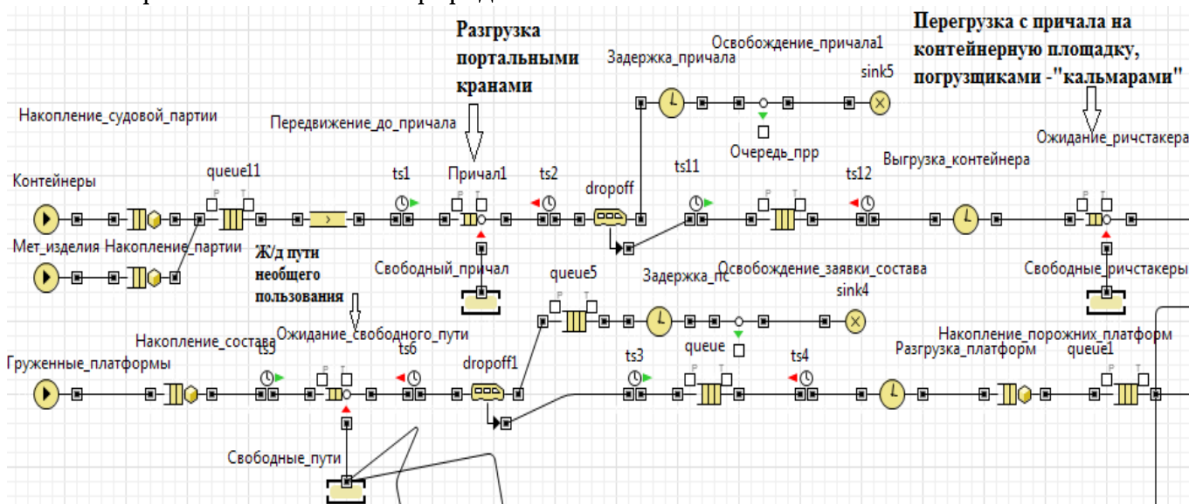 Разгрузка
портальными
кранами
Перегрузка с причала на
контейнерную площадку,
погрузщиками -"кальмарами"
Освобождение_причала1
Задержка_причала
sink5
Накопление_судовой_партии
Передвижение_до_причала
Ожидание_ричстакера
Очередь_прр
Выгрузка_контейнера
Контейнеры
queue11
ts1
Причал1
ts2
dropoff
ts11
ts12
Мет_изделия
Накопление_партии
Ж/д пути
необщего
пользования
Свободный_причал
queue5
Задержка_пс
Освобождение_заявки_состава
sink4
Свободные_ричстакеры
Накопление_состава
Ожидание_свободного_пути
Накопление_порожних_платформ
Груженные_платформы
ts5
ts6
dropoff1
ts3
queue
ts4
Разгрузка_платформ
queue1
Свободные_пути